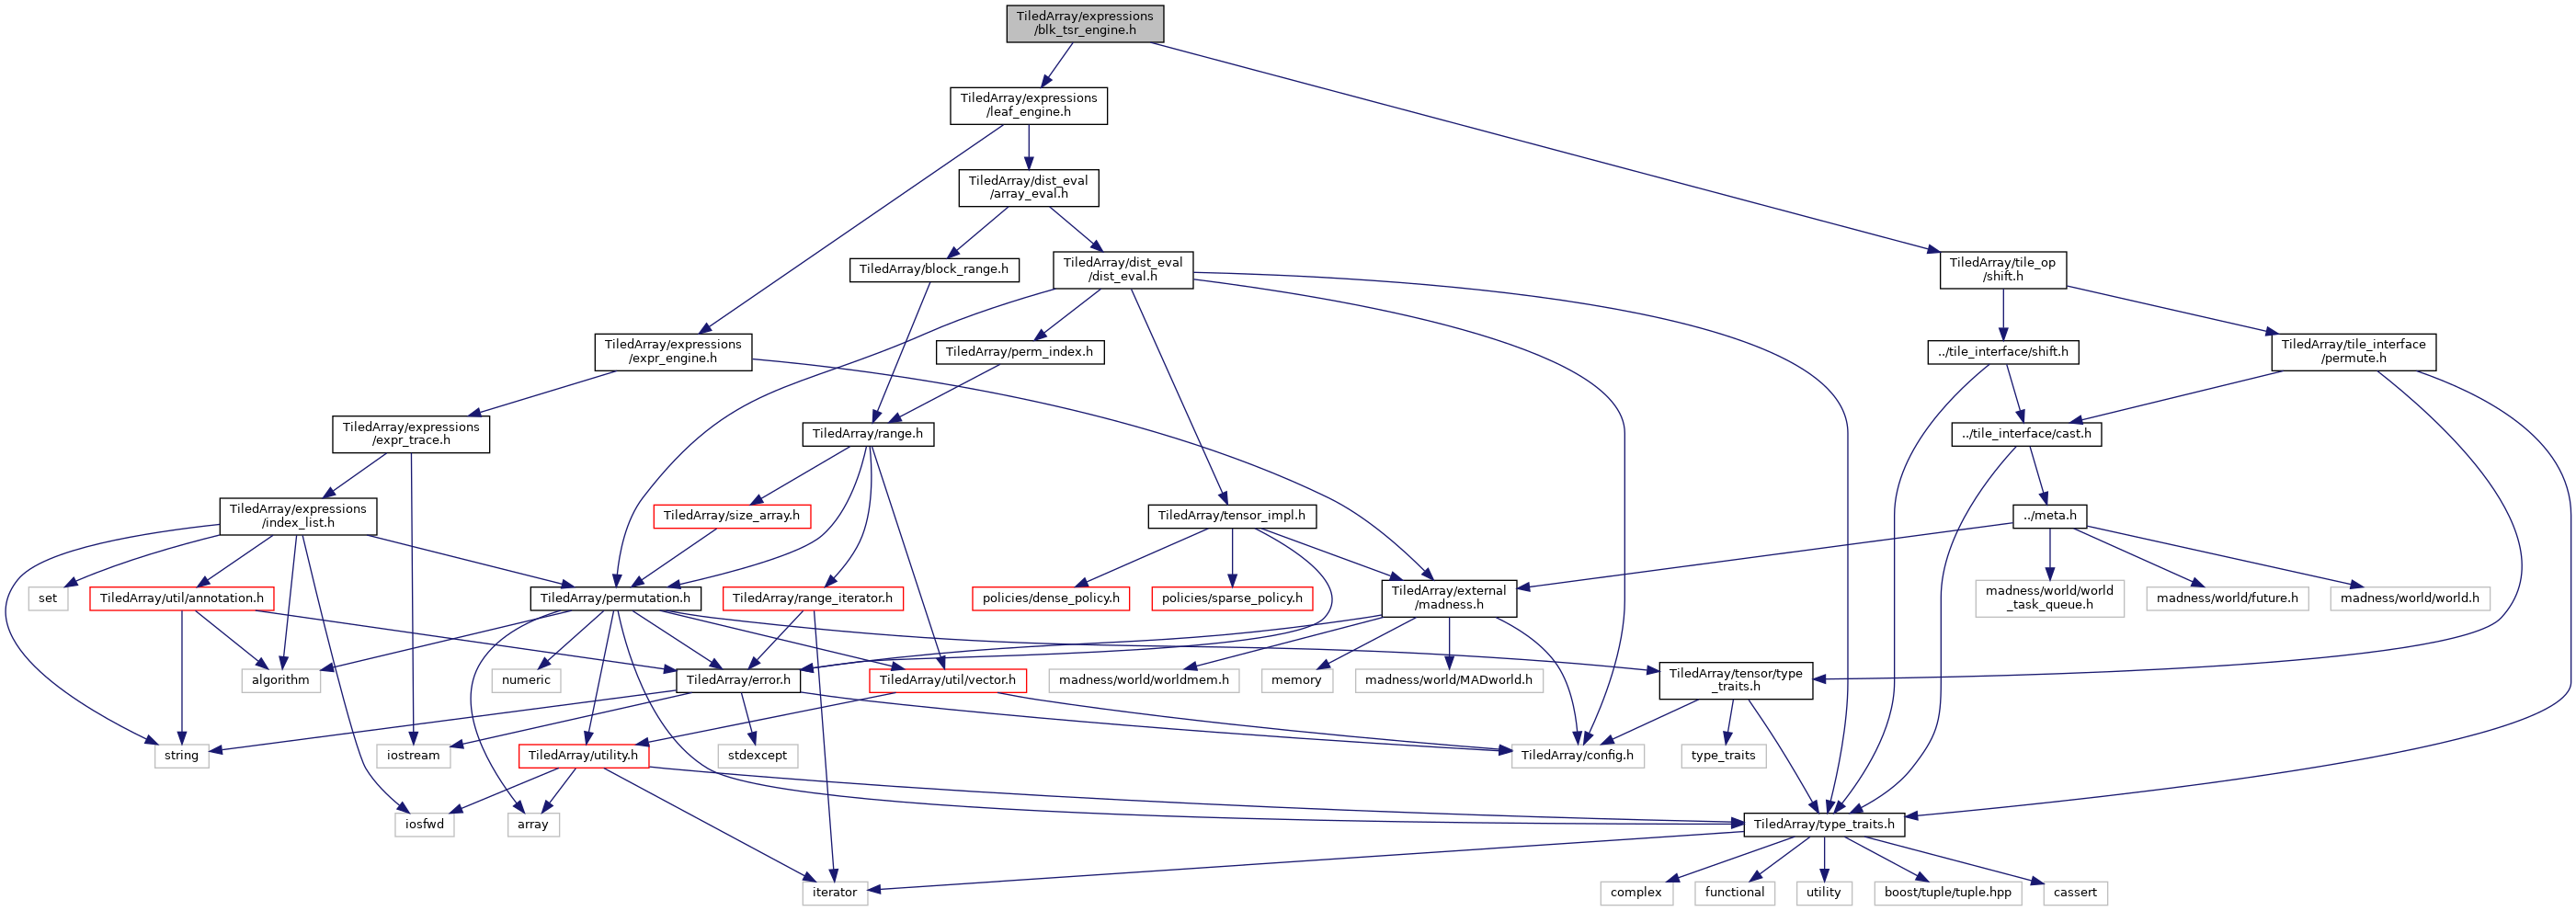 TiledArray/expressions
/blk_tsr_engine.h
TiledArray/expressions
/leaf_engine.h
TiledArray/dist_eval
/array_eval.h
TiledArray/block_range.h
TiledArray/dist_eval
/dist_eval.h
TiledArray/tile_op
/shift.h
TiledArray/expressions
/expr_engine.h
TiledArray/perm_index.h
../tile_interface/shift.h
TiledArray/tile_interface
/permute.h
TiledArray/expressions
/expr_trace.h
TiledArray/range.h
../tile_interface/cast.h
TiledArray/expressions
/index_list.h
TiledArray/size_array.h
TiledArray/tensor_impl.h
../meta.h
set
TiledArray/util/annotation.h
TiledArray/permutation.h
TiledArray/range_iterator.h
policies/dense_policy.h
policies/sparse_policy.h
TiledArray/external
/madness.h
madness/world/world
_task_queue.h
madness/world/future.h
madness/world/world.h
algorithm
numeric
TiledArray/error.h
TiledArray/util/vector.h
madness/world/worldmem.h
memory
madness/world/MADworld.h
TiledArray/tensor/type
_traits.h
string
iostream
TiledArray/utility.h
stdexcept
TiledArray/config.h
type_traits
iosfwd
array
TiledArray/type_traits.h
iterator
complex
functional
utility
boost/tuple/tuple.hpp
cassert